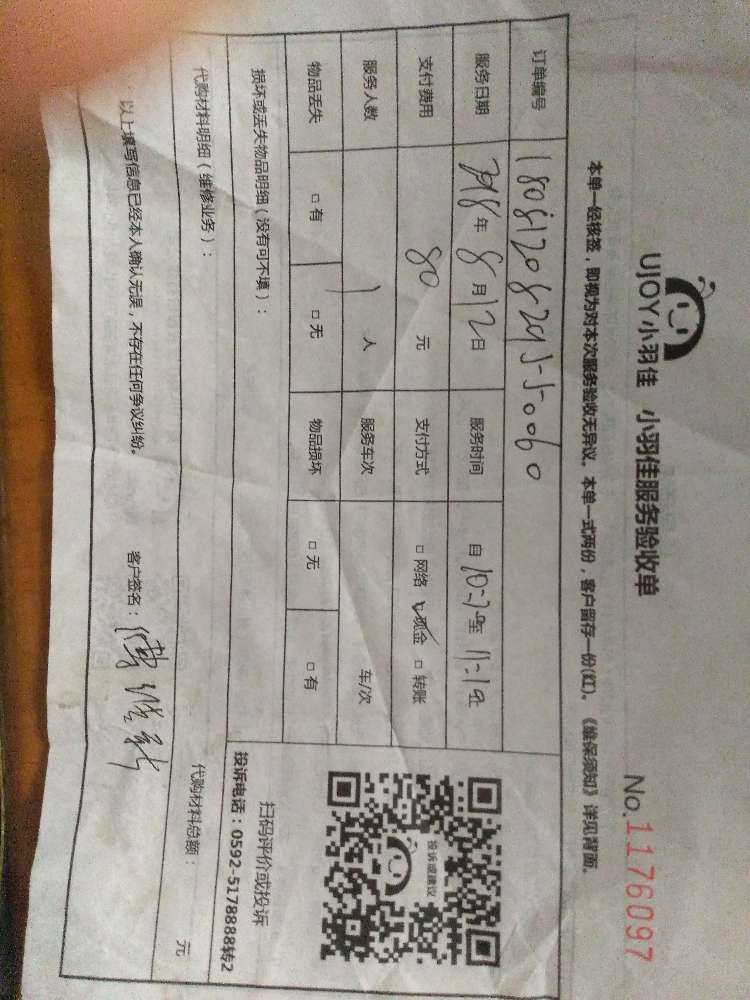 UJOY小羽佳 小羽佳服务验收单
No.1176097
本单一经核签，即视为对本次服务验收无异议。本单一式两份，客户留存一份(红)。《维保须知》详见背面。
订单编号 180812082955-50060
服务日期 2018年8月12日 服务时间 自10:20至11:10止
支付费用 80元 支付方式 □网络 ☑现金 □转账
服务人数 1人 服务车次 车/次
物品丢失 □有 □无 物品损坏 □无 □有
损坏或丢失物品明细（没有可不填）：
投诉或建议
扫码评价或投诉
投诉电话：0592-5178888转2
代购材料明细（维修业务）： 代购材料总额： 元
以上填写信息已经本人确认无误，不存在任何争议纠纷。 客户签名：